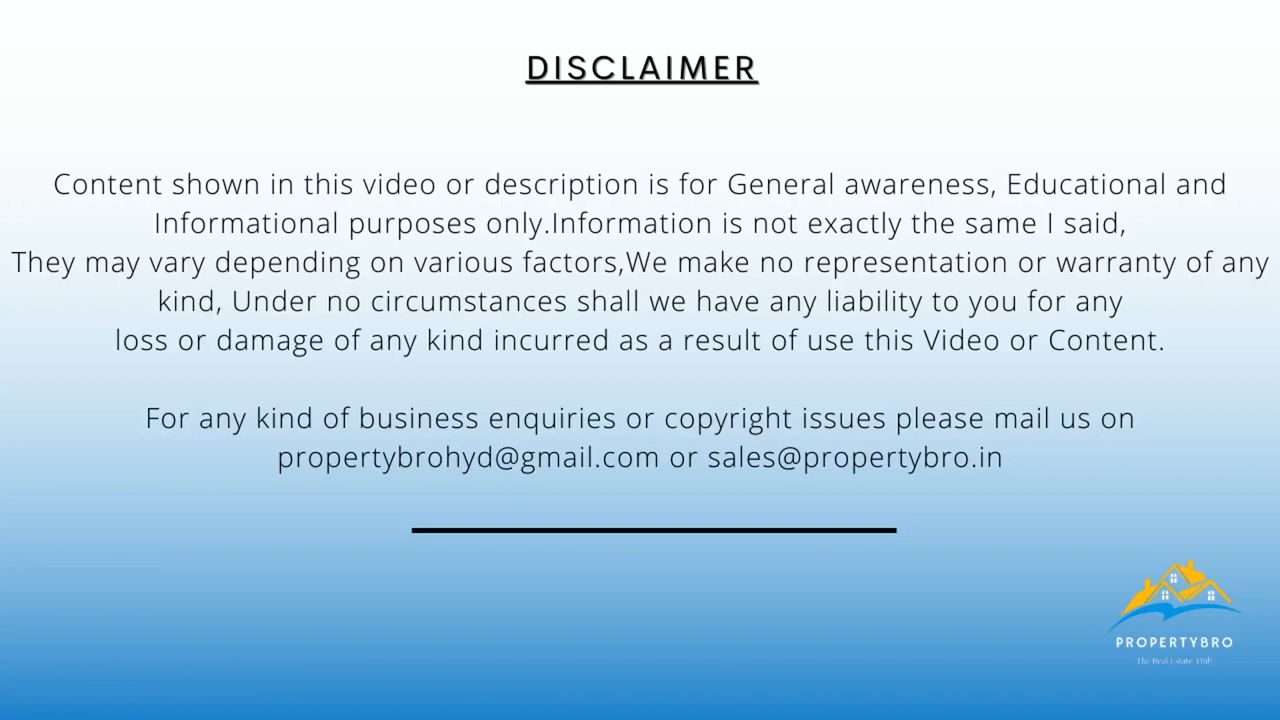 DISCLAIMER
Content shown in this video or description is for General awareness, Educational and
Informational purposes only.Information is not exactly the same I said,
They may vary depending on various factors,We make no representation or warranty of any
kind, Under no circumstances shall we have any liability to you for any
loss or damage of any kind incurred as a result of use this Video or Content.
For any kind of business enquiries or copyright issues please mail us on
propertybrohyd@gmail.com or sales@propertybro.in
PROPERTYBRO
The Real Estate Hub